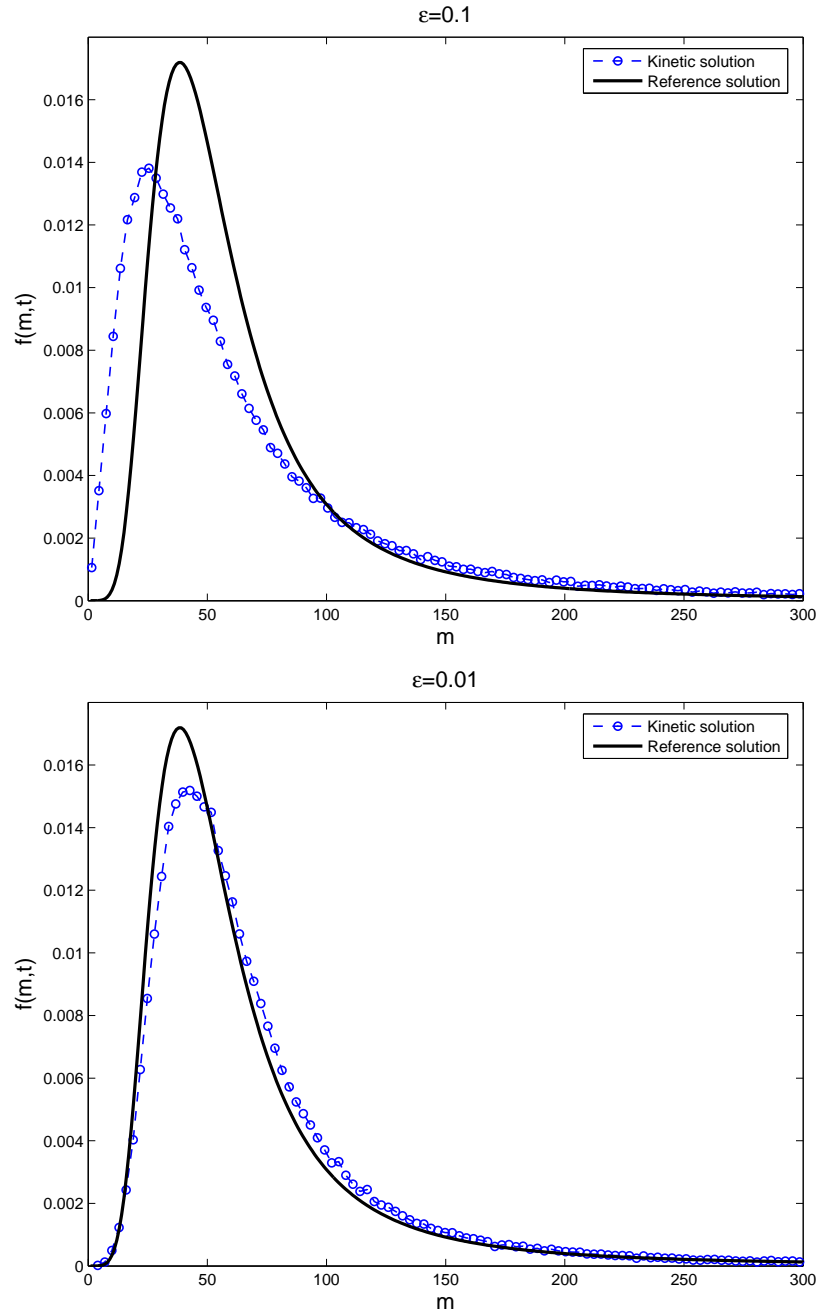 ε=0.1
Kinetic solution
Reference solution
0.016
0.014
0.012
0.01
0.008
0.006
0.004
0.002
0
f(m,t)
0 50 100 150 200 250 300
m
ε=0.01
Kinetic solution
Reference solution
0.016
0.014
0.012
0.01
0.008
0.006
0.004
0.002
0
f(m,t)
0 50 100 150 200 250 300
m